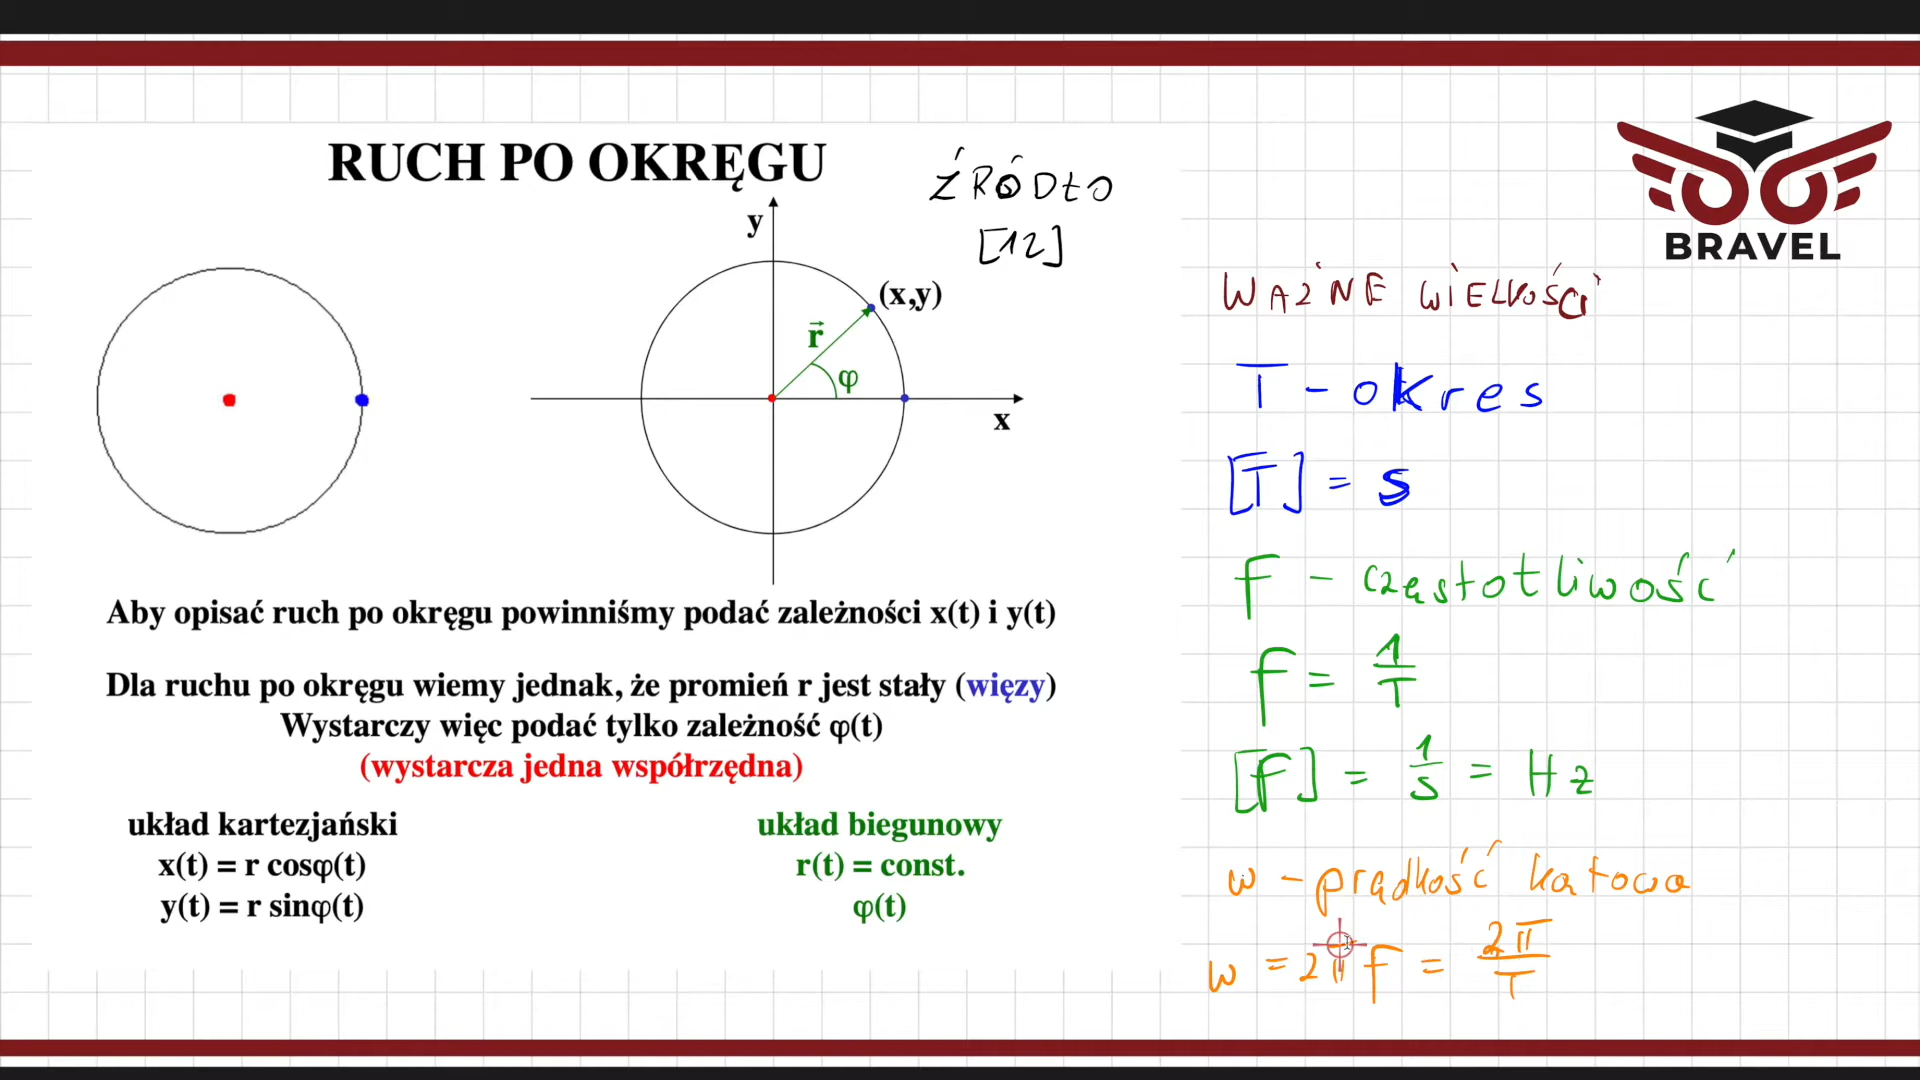 RUCH PO OKRĘGU
ŹRÓDŁO
[12]
y
(x,y)
r
φ
x
Aby opisać ruch po okręgu powinniśmy podać zależności x(t) i y(t)
Dla ruchu po okręgu wiemy jednak, że promień r jest stały (więzy)
Wystarczy więc podać tylko zależność φ(t)
(wystarcza jedna współrzędna)
układ kartezjański
x(t) = r cosφ(t)
y(t) = r sinφ(t)
układ biegunowy
r(t) = const.
φ(t)
BRAVEL
WAŻNE WIELKOŚCI
T - okres
[T] = s
f - częstotliwość
f = 1/T
[f] = 1/s = Hz
w - prądkość kątowa
w = 2π f = 2π/T